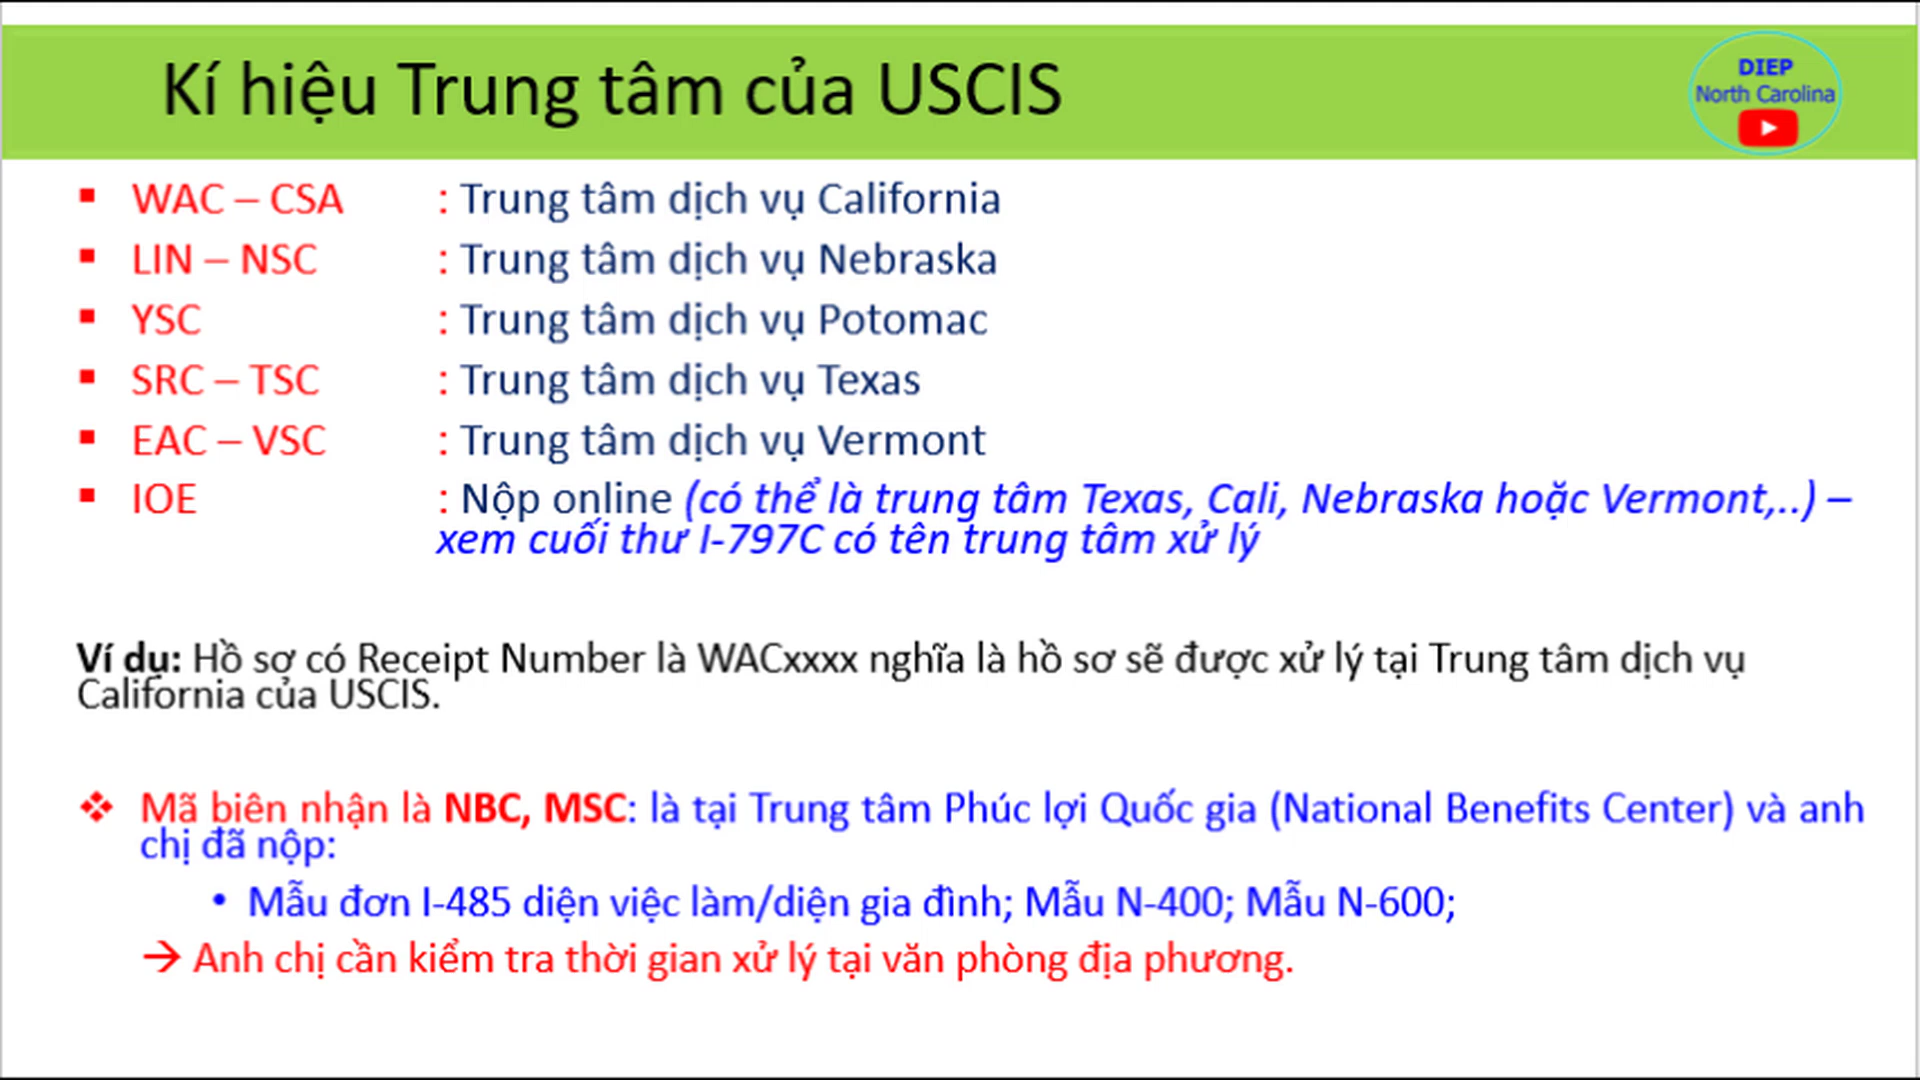 Kí hiệu Trung tâm của USCIS
DIEP
North Carolina
WAC – CSA : Trung tâm dịch vụ California
LIN – NSC : Trung tâm dịch vụ Nebraska
YSC : Trung tâm dịch vụ Potomac
SRC – TSC : Trung tâm dịch vụ Texas
EAC – VSC : Trung tâm dịch vụ Vermont
IOE : Nộp online (có thể là trung tâm Texas, Cali, Nebraska hoặc Vermont,..) –
xem cuối thư I-797C có tên trung tâm xử lý
Ví dụ: Hồ sơ có Receipt Number là WACxxxx nghĩa là hồ sơ sẽ được xử lý tại Trung tâm dịch vụ
California của USCIS.
Mã biên nhận là NBC, MSC: là tại Trung tâm Phúc lợi Quốc gia (National Benefits Center) và anh
chị đã nộp:
• Mẫu đơn I-485 diện việc làm/diện gia đình; Mẫu N-400; Mẫu N-600;
→ Anh chị cần kiểm tra thời gian xử lý tại văn phòng địa phương.